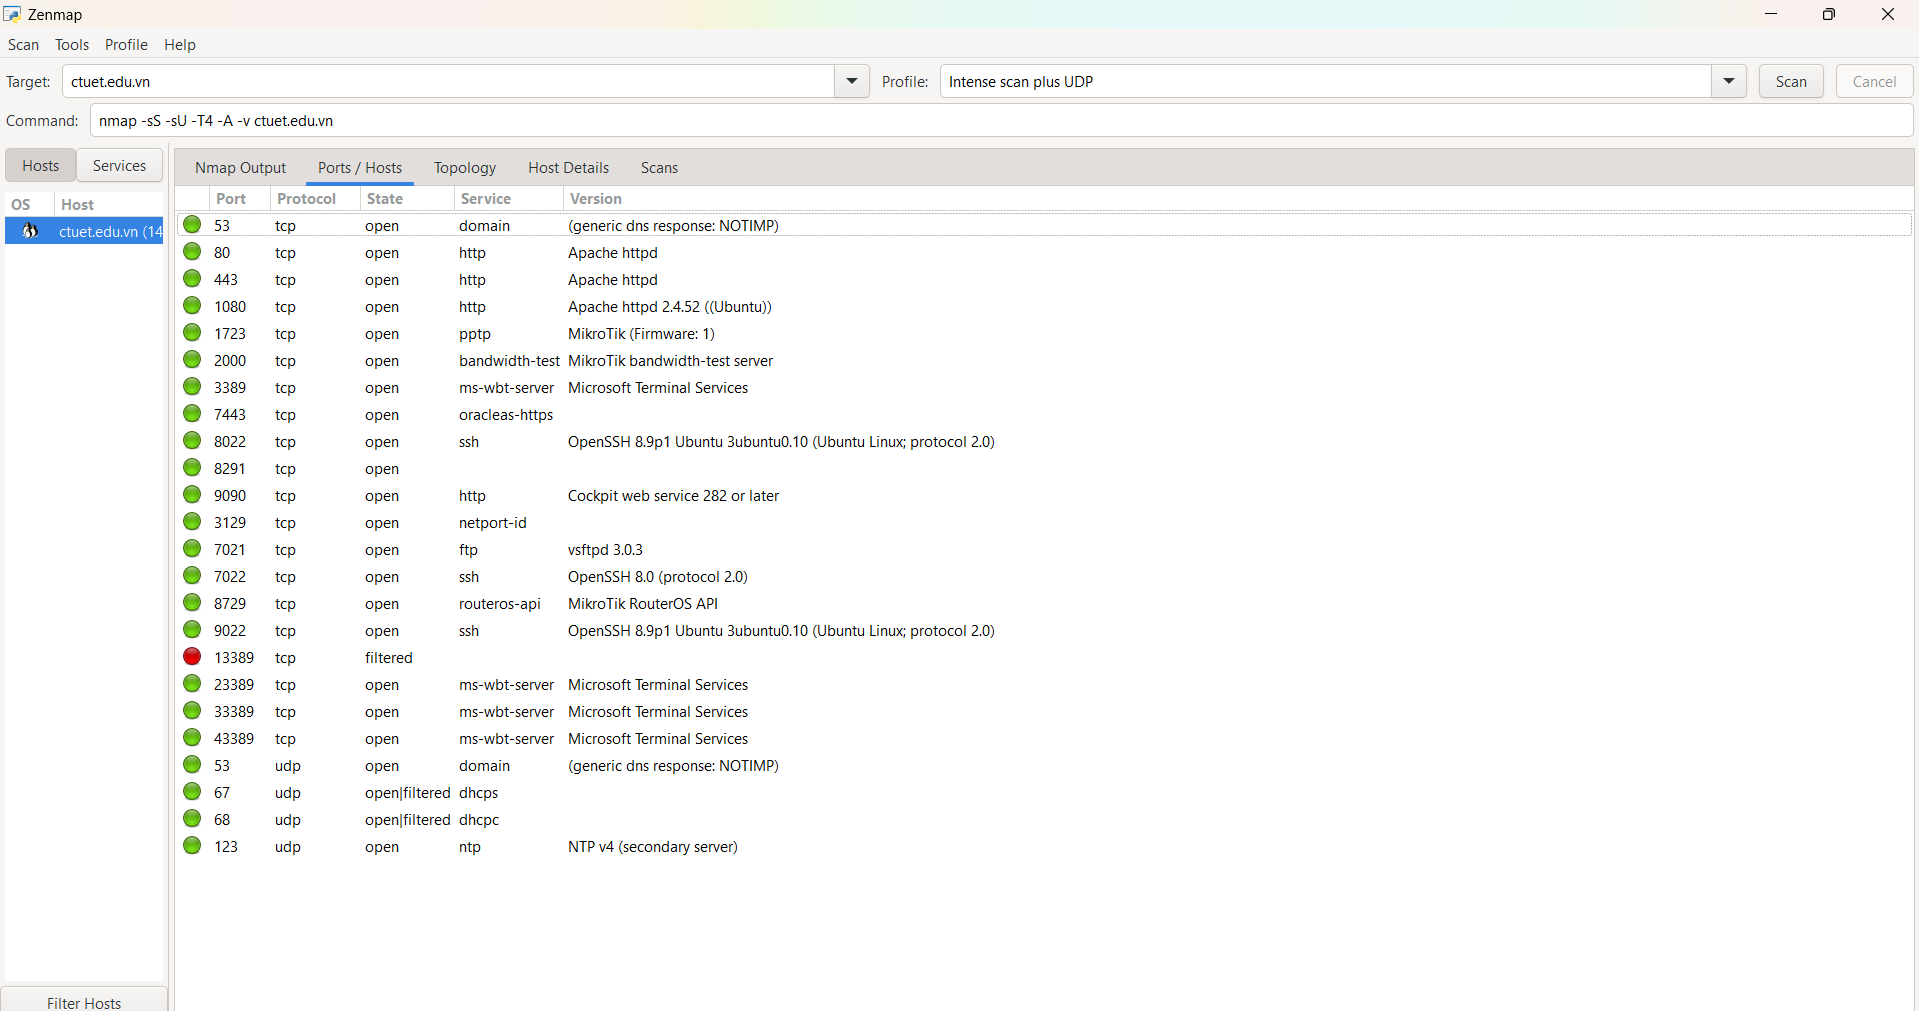 Zenmap
Scan Tools Profile Help
Target: ctuet.edu.vn Profile: Intense scan plus UDP Scan Cancel
Command: nmap -sS -sU -T4 -A -v ctuet.edu.vn
Hosts Services Nmap Output Ports / Hosts Topology Host Details Scans
OS Host Port Protocol State Service Version
ctuet.edu.vn (14
53 tcp open domain (generic dns response: NOTIMP)
80 tcp open http Apache httpd
443 tcp open http Apache httpd
1080 tcp open http Apache httpd 2.4.52 ((Ubuntu))
1723 tcp open pptp MikroTik (Firmware: 1)
2000 tcp open bandwidth-test MikroTik bandwidth-test server
3389 tcp open ms-wbt-server Microsoft Terminal Services
7443 tcp open oracleas-https
8022 tcp open ssh OpenSSH 8.9p1 Ubuntu 3ubuntu0.10 (Ubuntu Linux; protocol 2.0)
8291 tcp open
9090 tcp open http Cockpit web service 282 or later
3129 tcp open netport-id
7021 tcp open ftp vsftpd 3.0.3
7022 tcp open ssh OpenSSH 8.0 (protocol 2.0)
8729 tcp open routeros-api MikroTik RouterOS API
9022 tcp open ssh OpenSSH 8.9p1 Ubuntu 3ubuntu0.10 (Ubuntu Linux; protocol 2.0)
13389 tcp filtered
23389 tcp open ms-wbt-server Microsoft Terminal Services
33389 tcp open ms-wbt-server Microsoft Terminal Services
43389 tcp open ms-wbt-server Microsoft Terminal Services
53 udp open domain (generic dns response: NOTIMP)
67 udp open|filtered dhcps
68 udp open|filtered dhcpc
123 udp open ntp NTP v4 (secondary server)
Filter Hosts